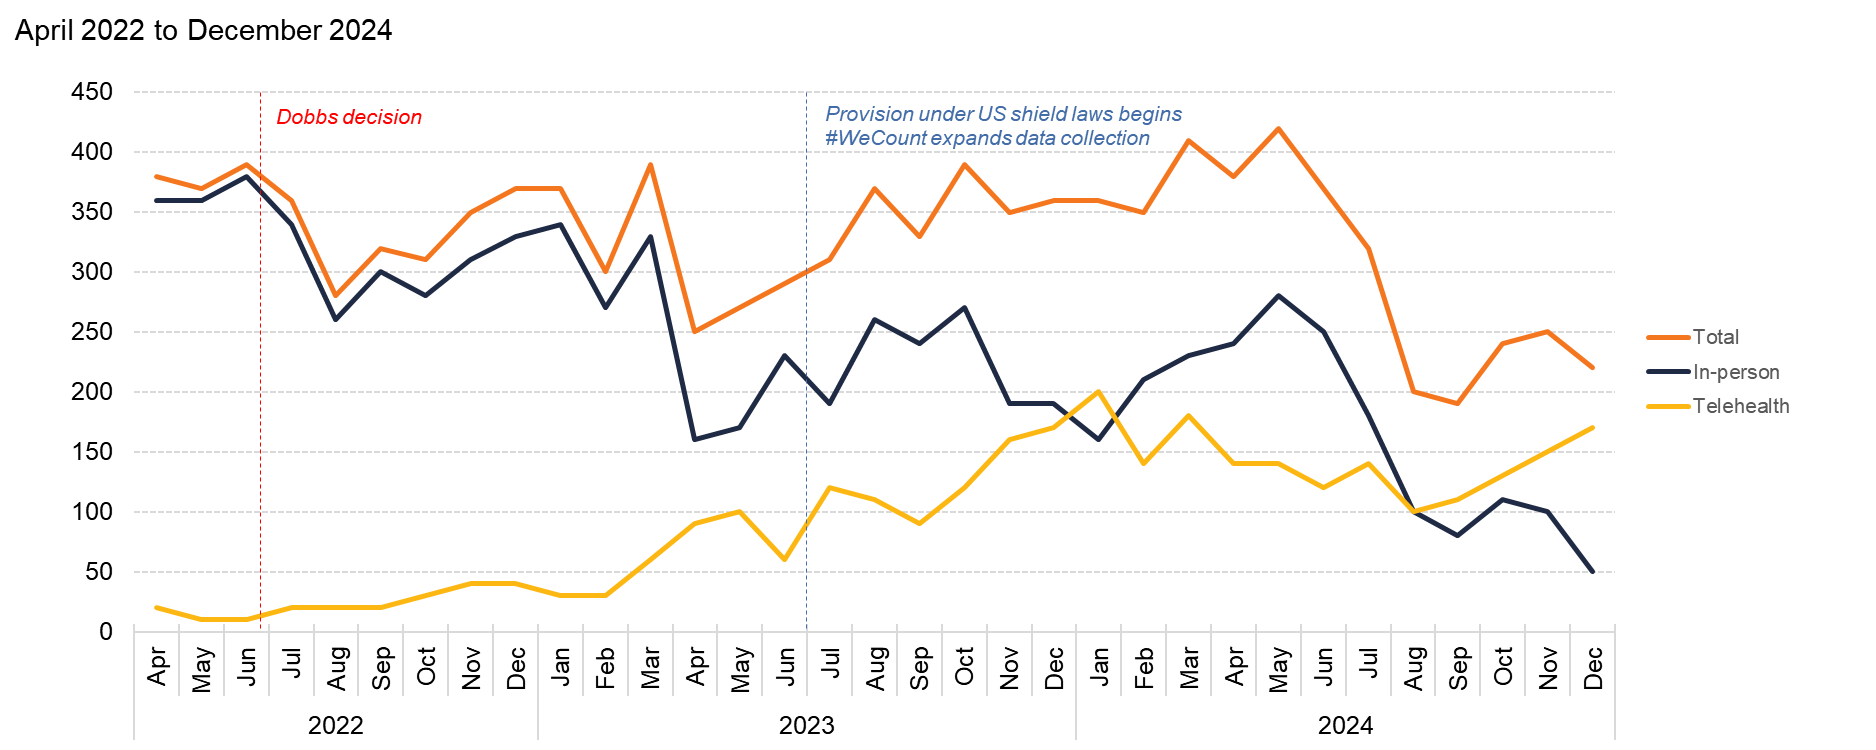 April 2022 to December 2024
450
400
350
300
250
200
150
100
50
0
Dobbs decision
Provision under US shield laws begins
#WeCount expands data collection
Total
In-person
Telehealth
Apr May Jun Jul Aug Sep Oct Nov Dec Jan Feb Mar Apr May Jun Jul Aug Sep Oct Nov Dec Jan Feb Mar Apr May Jun Jul Aug Sep Oct Nov Dec
2022 2023 2024